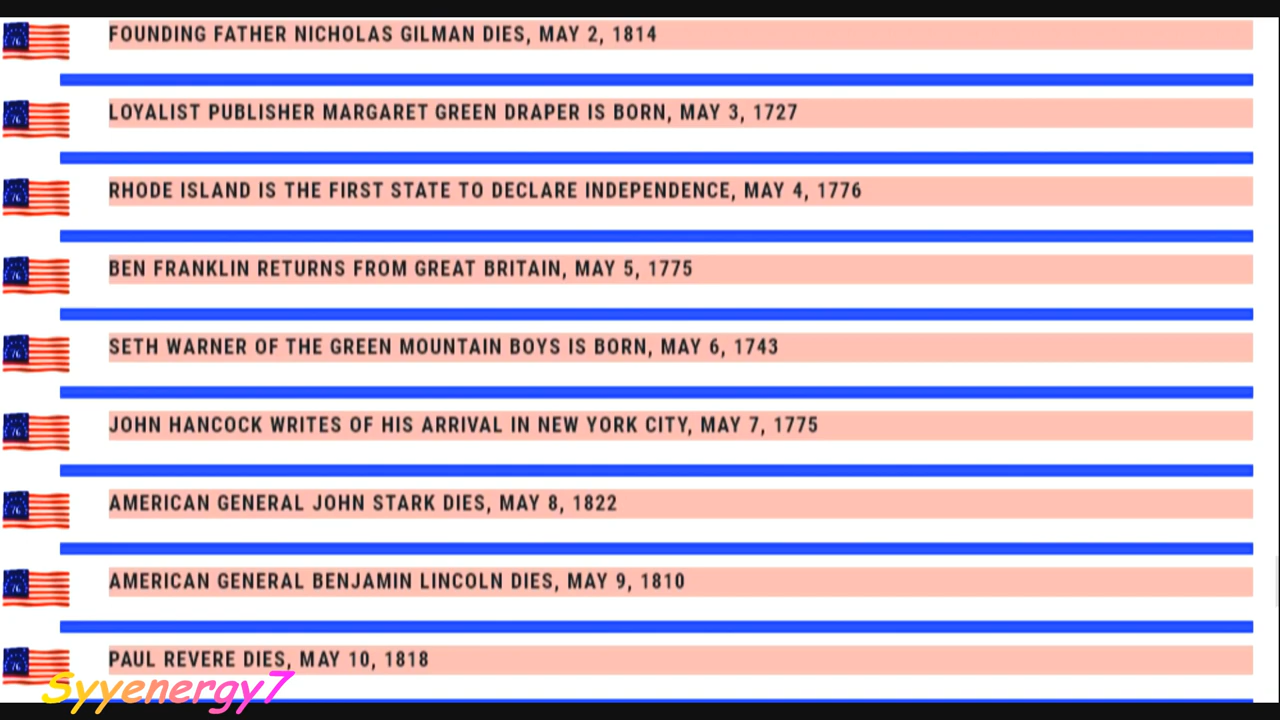 FOUNDING FATHER NICHOLAS GILMAN DIES, MAY 2, 1814
LOYALIST PUBLISHER MARGARET GREEN DRAPER IS BORN, MAY 3, 1727
RHODE ISLAND IS THE FIRST STATE TO DECLARE INDEPENDENCE, MAY 4, 1776
BEN FRANKLIN RETURNS FROM GREAT BRITAIN, MAY 5, 1775
SETH WARNER OF THE GREEN MOUNTAIN BOYS IS BORN, MAY 6, 1743
JOHN HANCOCK WRITES OF HIS ARRIVAL IN NEW YORK CITY, MAY 7, 1775
AMERICAN GENERAL JOHN STARK DIES, MAY 8, 1822
AMERICAN GENERAL BENJAMIN LINCOLN DIES, MAY 9, 1810
PAUL REVERE DIES, MAY 10, 1818
Syyenergy7